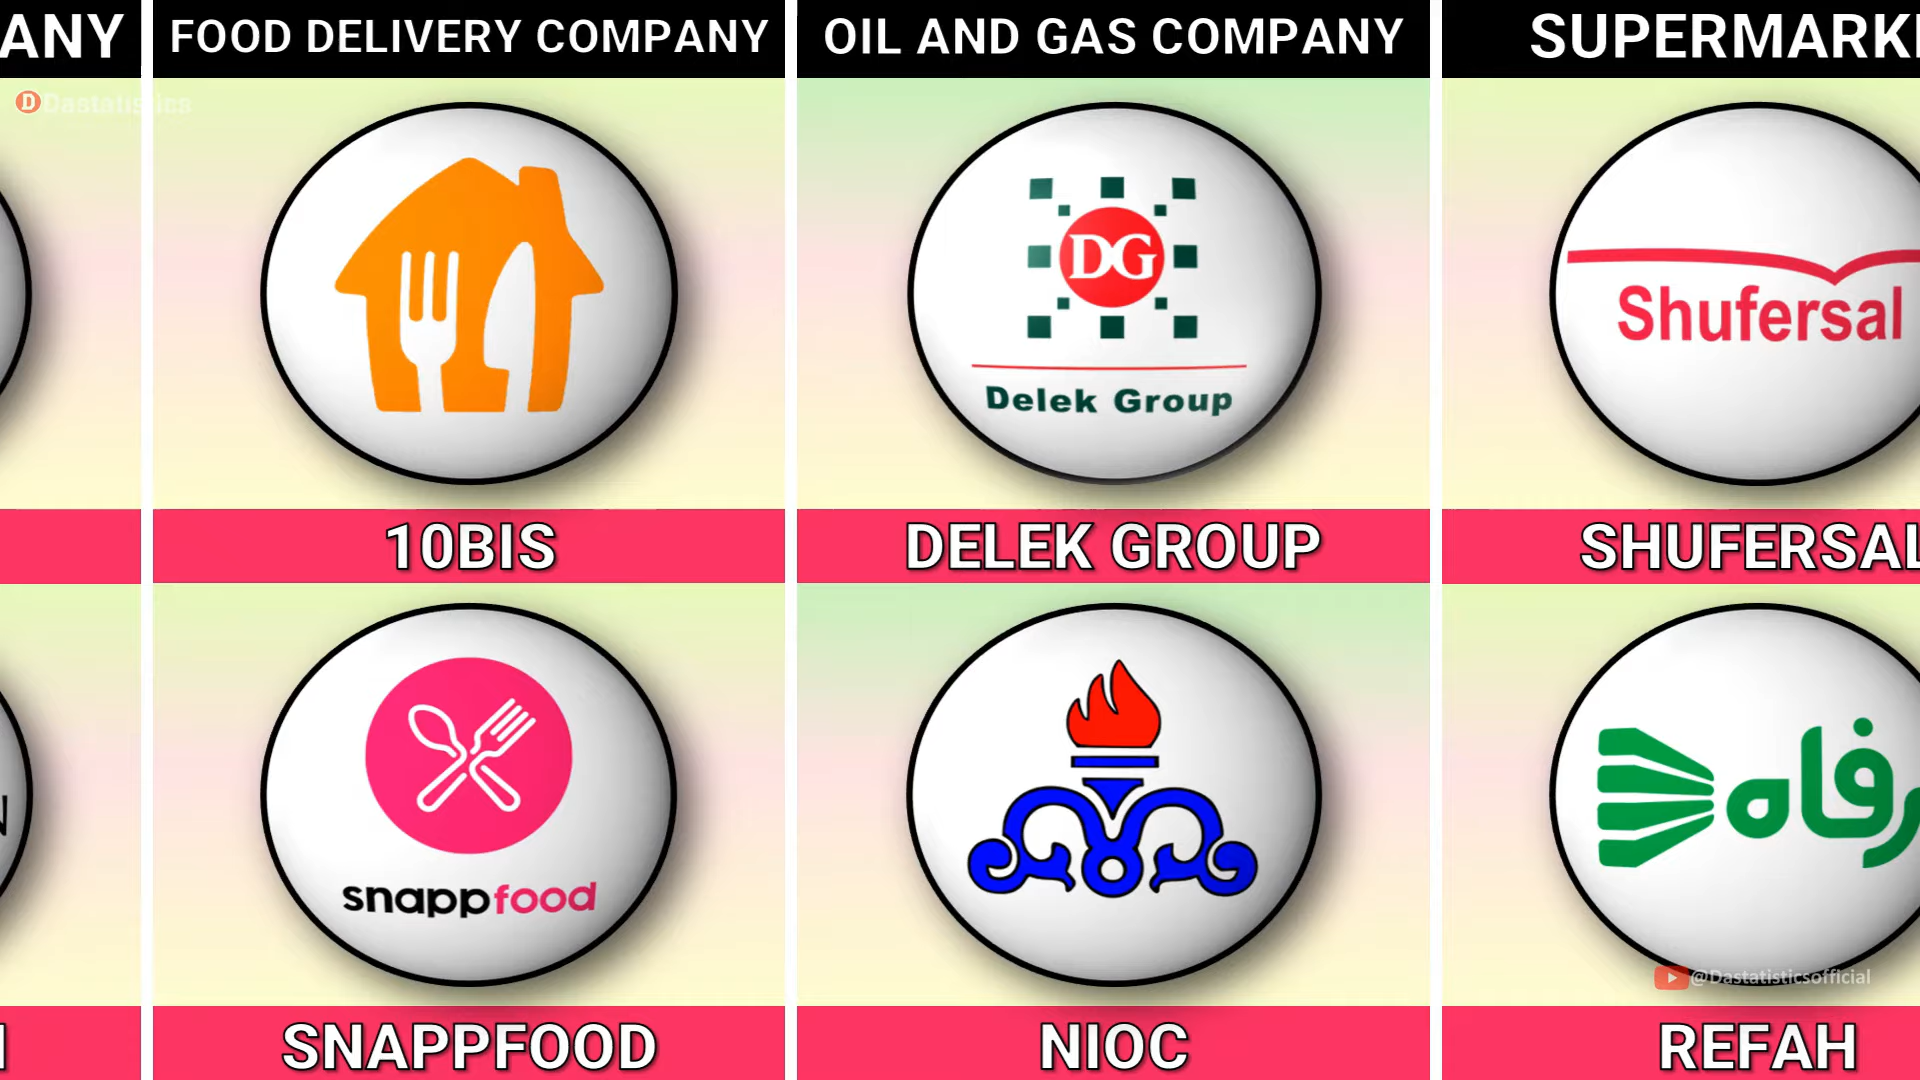 ANY
FOOD DELIVERY COMPANY
OIL AND GAS COMPANY
SUPERMARK
Dastatistics
DG
Delek Group
Shufersal
10BIS
DELEK GROUP
SHUFERSAL
snappfood
رفاه
@Dastatisticsofficial
SNAPPFOOD
NIOC
REFAH